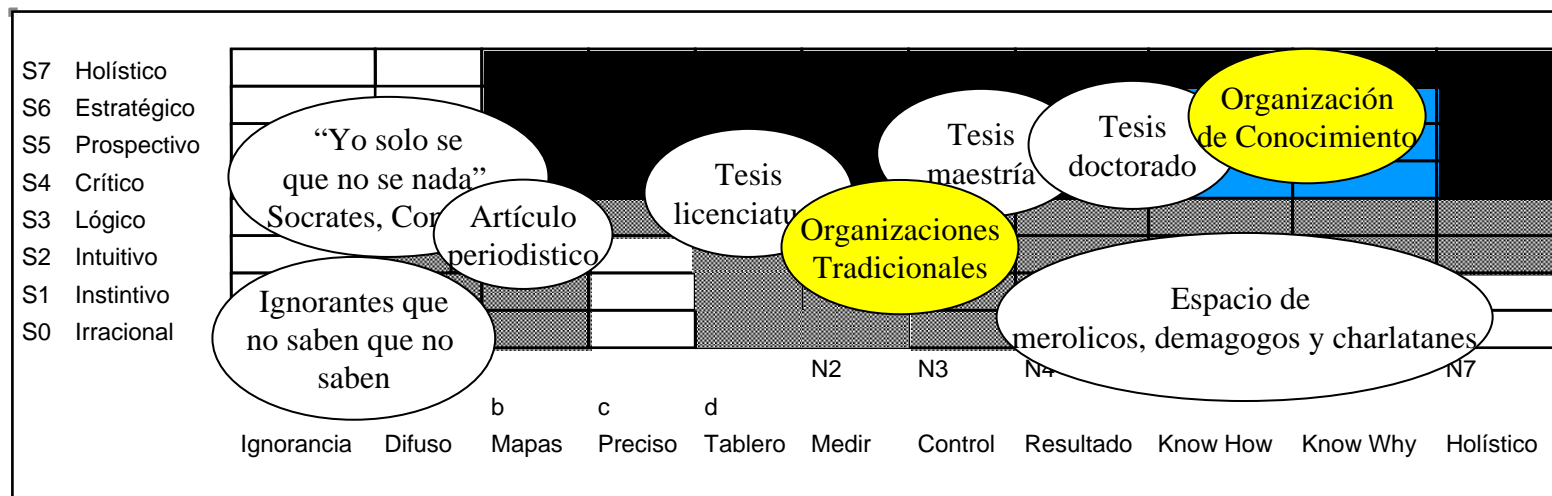 S7 Holístico
S6 Estratégico
S5 Prospectivo
S4 Crítico
S3 Lógico
S2 Intuitivo
S1 Instintivo
S0 Irracional
“Yo solo se
que no se nada”
Socrates,
Artículo
periodistico
Ignorantes que
no saben que no
saben
Tesis
Organizaciones
Tradicionales
Tesis
maestría
Tesis
doctorado
Organización
de Conocimiento
Espacio de
merolicos, demagogos y charlatanes
N2 N3 N4 N7
b c d
Ignorancia Difuso Mapas Preciso Tablero Medir Control Resultado Know How Know Why Holístico